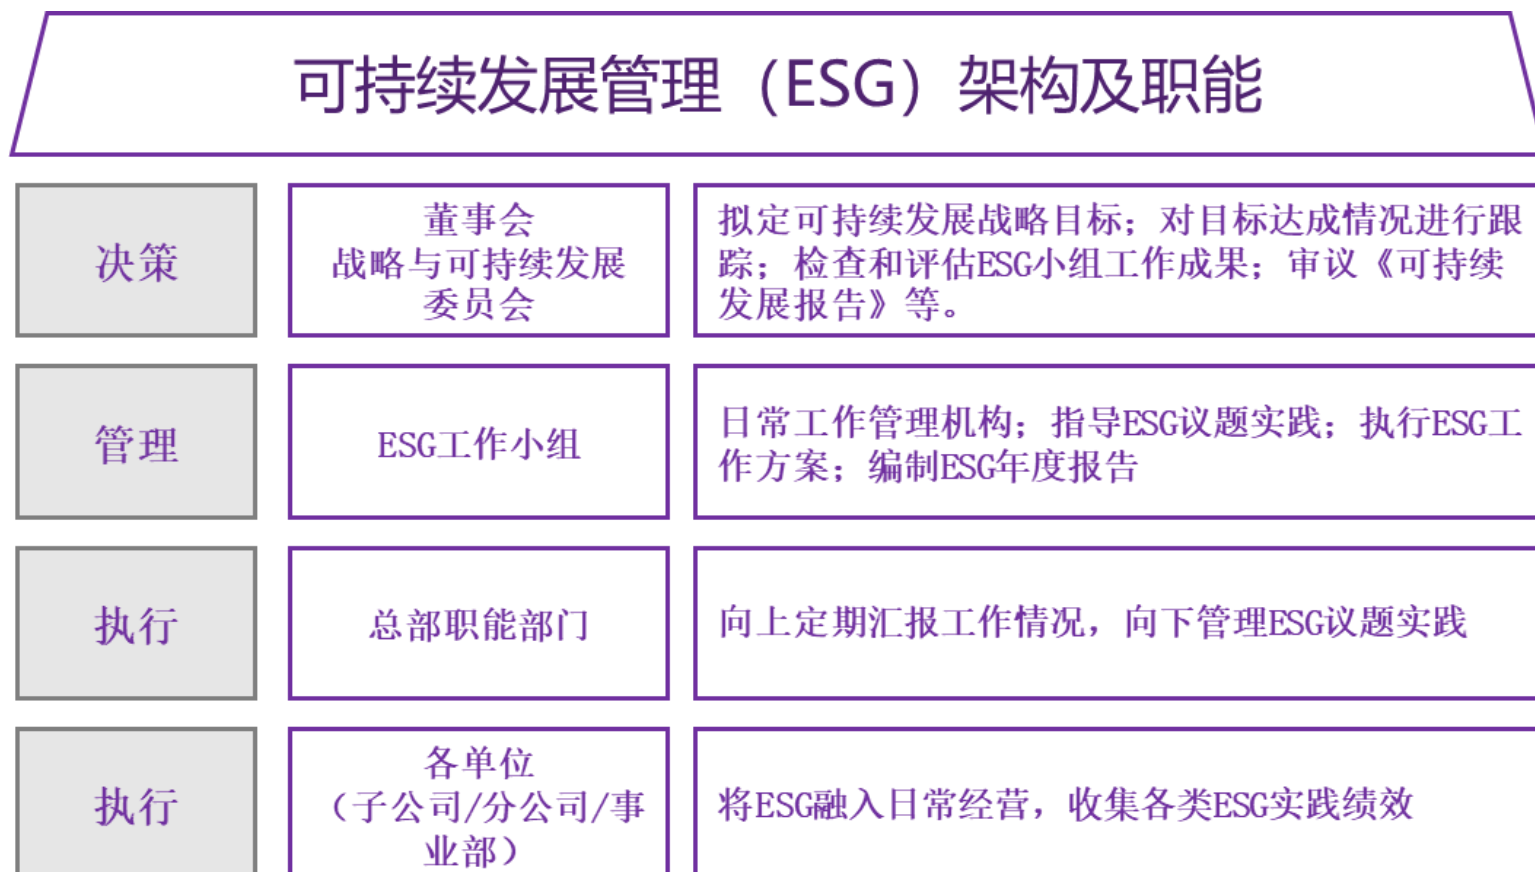 可持续发展管理（ESG）架构及职能
决策
董事会
战略与可持续发展
委员会
拟定可持续发展战略目标；对目标达成情况进行跟
踪；检查和评估ESG小组工作成果；审议《可持续
发展报告》等。
管理
ESG工作小组
日常工作管理机构；指导ESG议题实践；执行ESG工
作方案；编制ESG年度报告
执行
总部职能部门
向上定期汇报工作情况，向下管理ESG议题实践
执行
各单位
（子公司/分公司/事
业部）
将ESG融入日常经营，收集各类ESG实践绩效